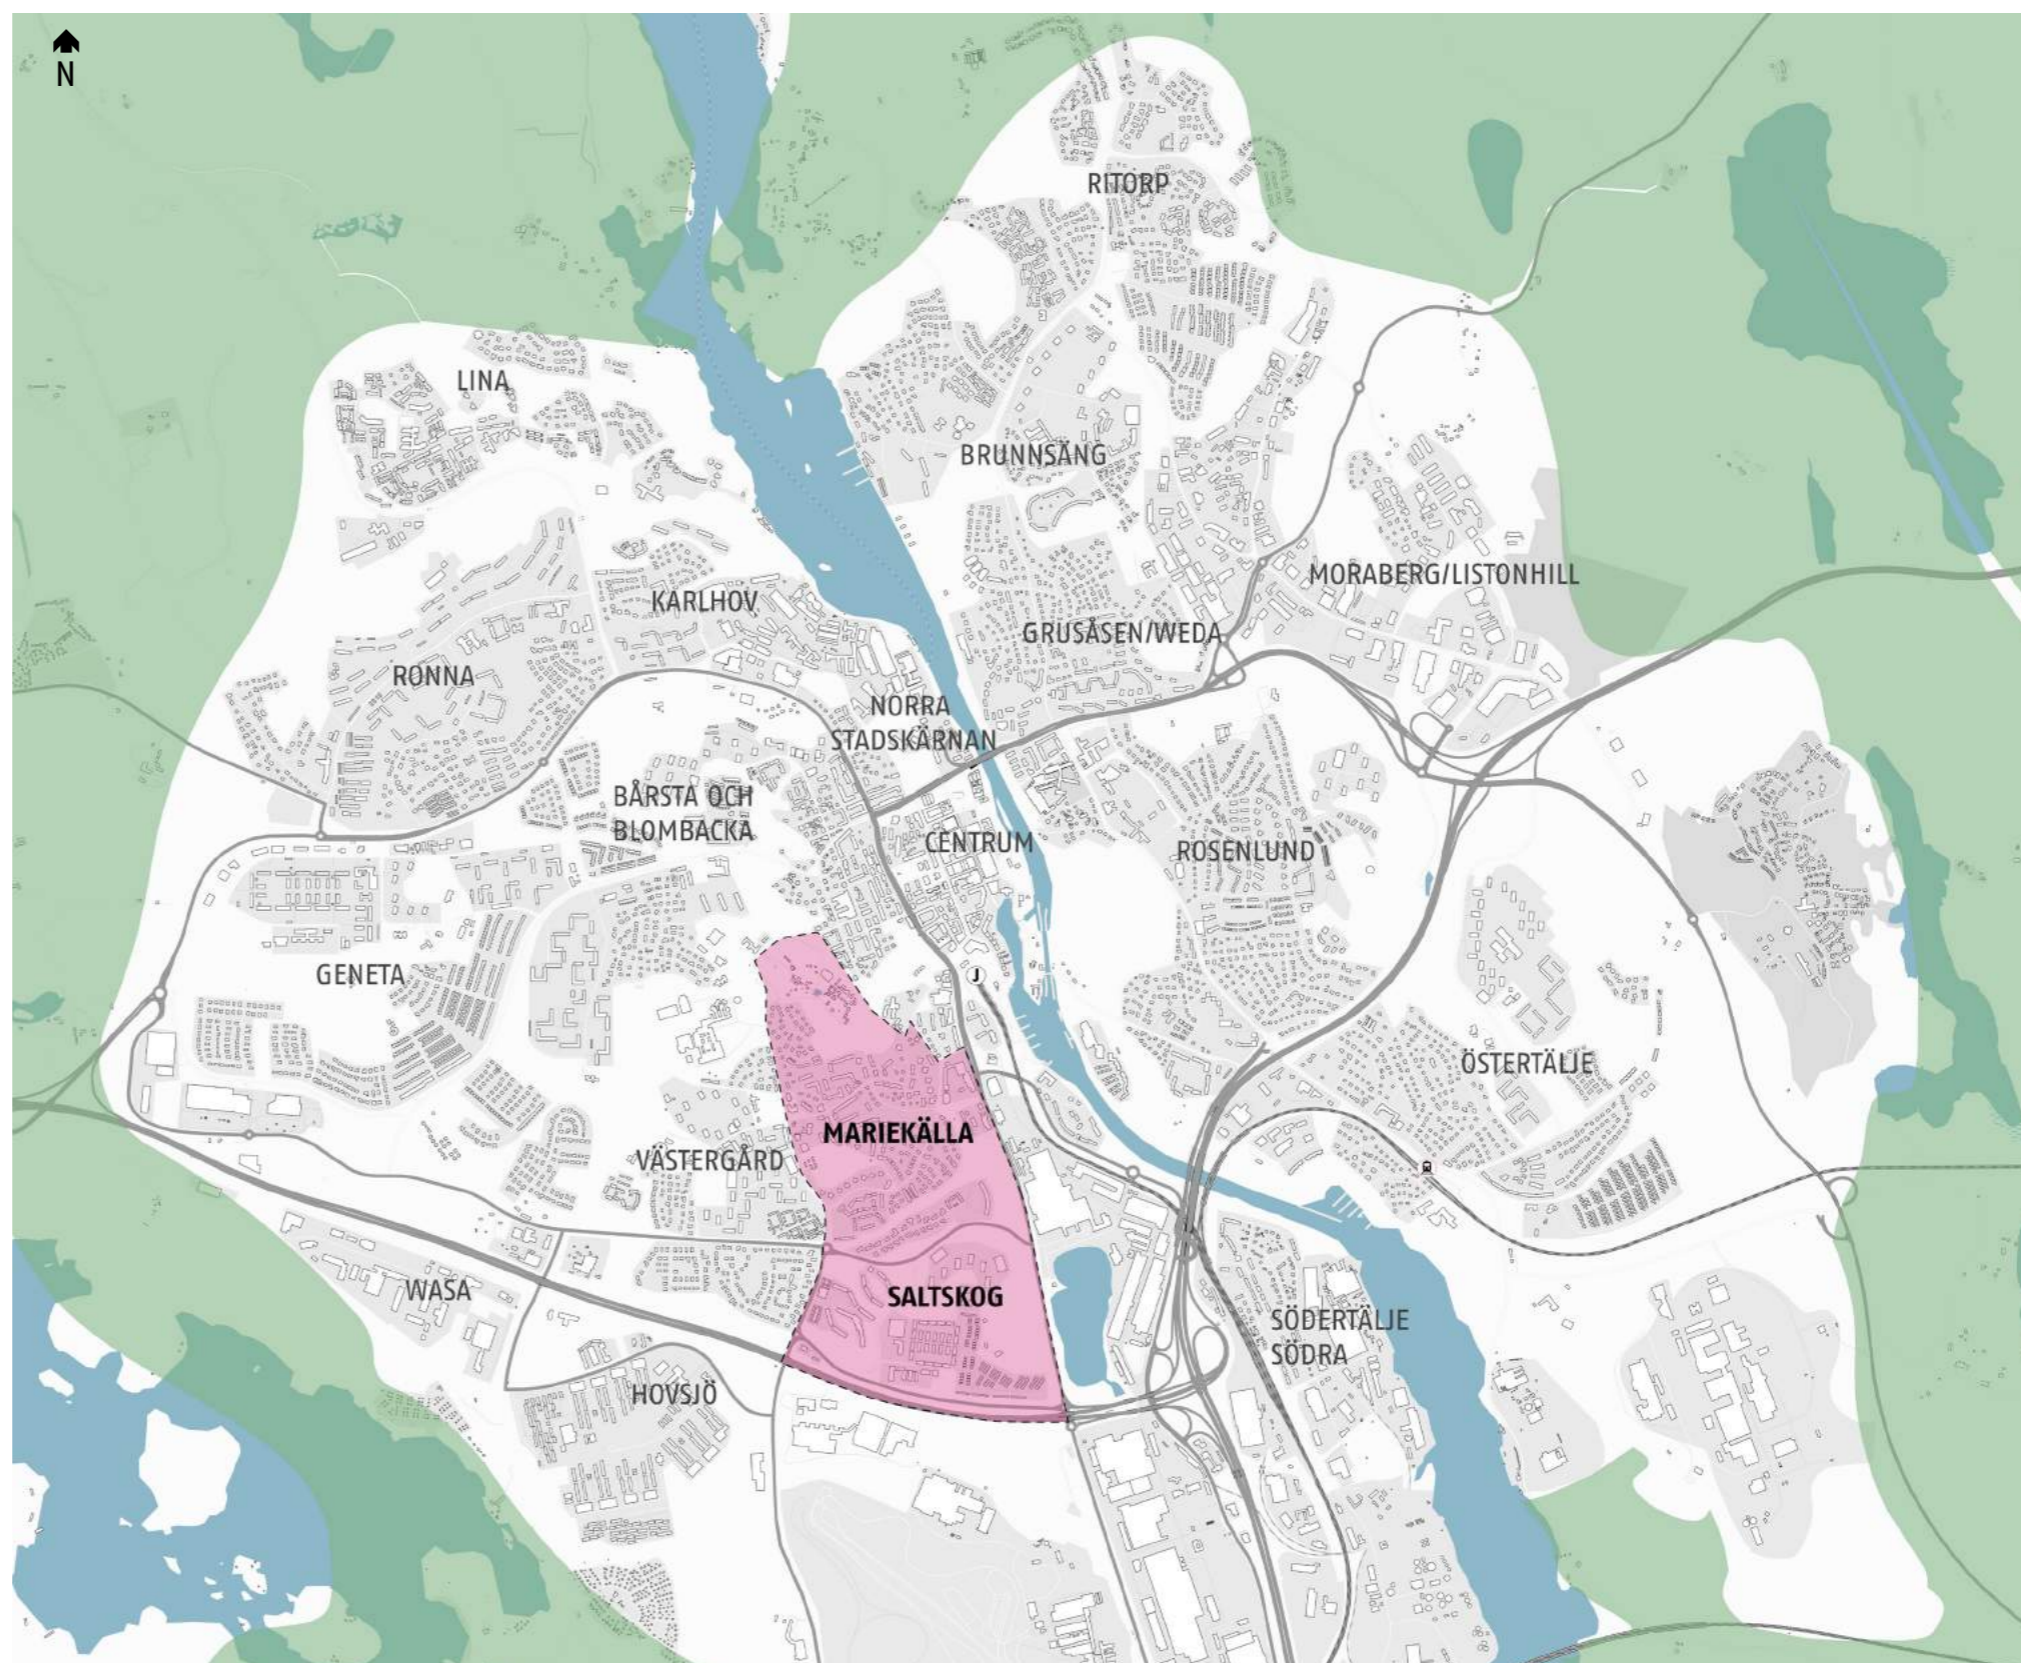 N
RITORP
LINA
BRUNNSÄNG
MORABERG/LISTONHILL
KARLHOV
GRUSÅSEN/WEDA
RONNA
NORRA
STADSKÄRNAN
BÅRSTA OCH
BLOMBACKA
CENTRUM
ROSENLUND
GENETA
J
ÖSTERTÄLJE
MARIEKÄLLA
VÄSTERGÅRD
WASA
SALTSKOG
SÖDERTÄLJE
SÖDRA
HOVSJÖ